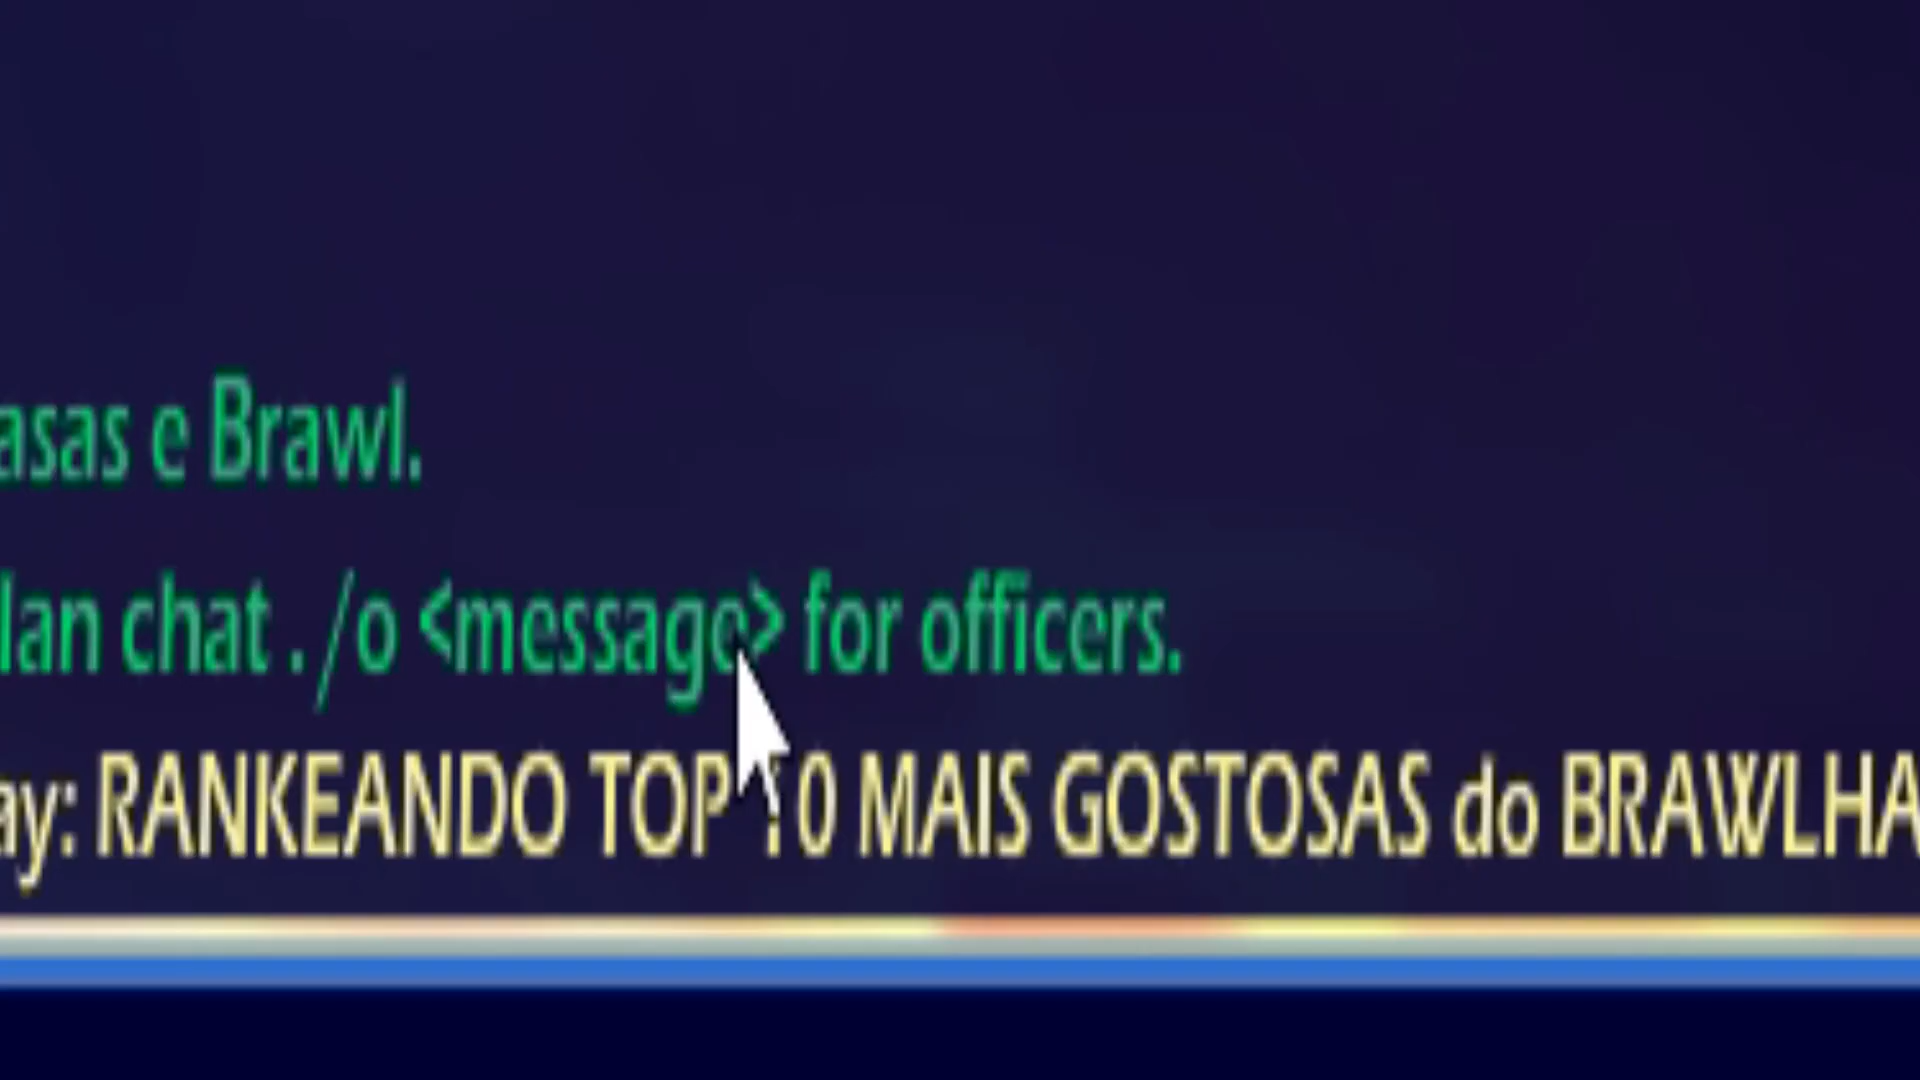 asas e Brawl.
lan chat . /o <message> for officers.
ay: RANKEANDO TOP 10 MAIS GOSTOSAS do BRAWLHA